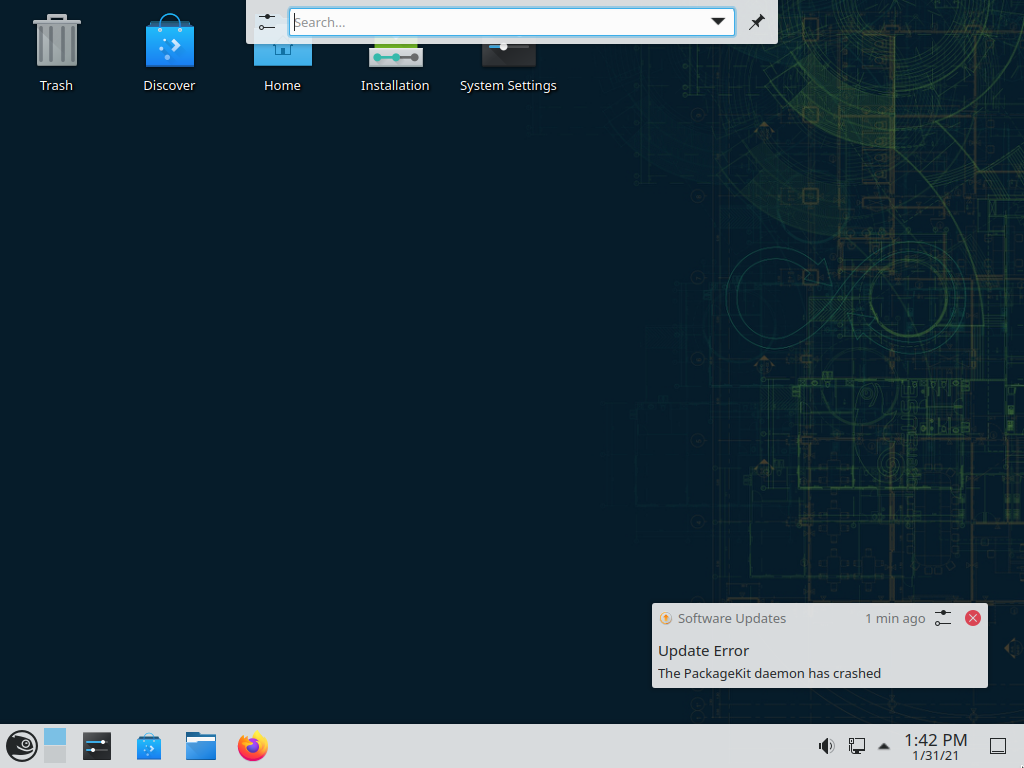 Search...
Trash
Discover
Home
Installation
System Settings
Software Updates
1 min ago
Update Error
The PackageKit daemon has crashed
1:42 PM
1/31/21